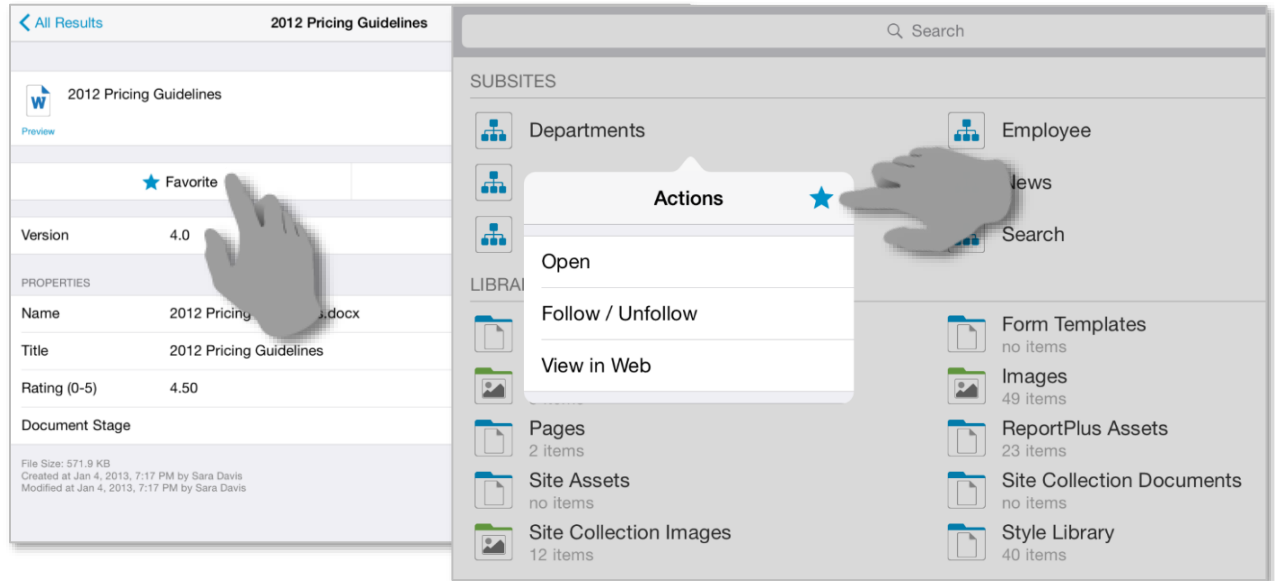 All Results
2012 Pricing Guidelines
2012 Pricing Guidelines
Preview
Favorite
Version 4.0
PROPERTIES
Name 2012 Pricing .docx
Title 2012 Pricing Guidelines
Rating (0-5) 4.50
Document Stage
File Size: 571.9 KB
Created at Jan 4, 2013, 7:17 PM by Sara Davis
Modified at Jan 4, 2013, 7:17 PM by Sara Davis
Search
SUBSITES
Departments
Employee
News
Search
Actions
Open
Follow / Unfollow
View in Web
Form Templates
no items
Images
49 items
Pages
2 items
ReportPlus Assets
23 items
Site Assets
no items
Site Collection Documents
no items
Site Collection Images
12 items
Style Library
40 items